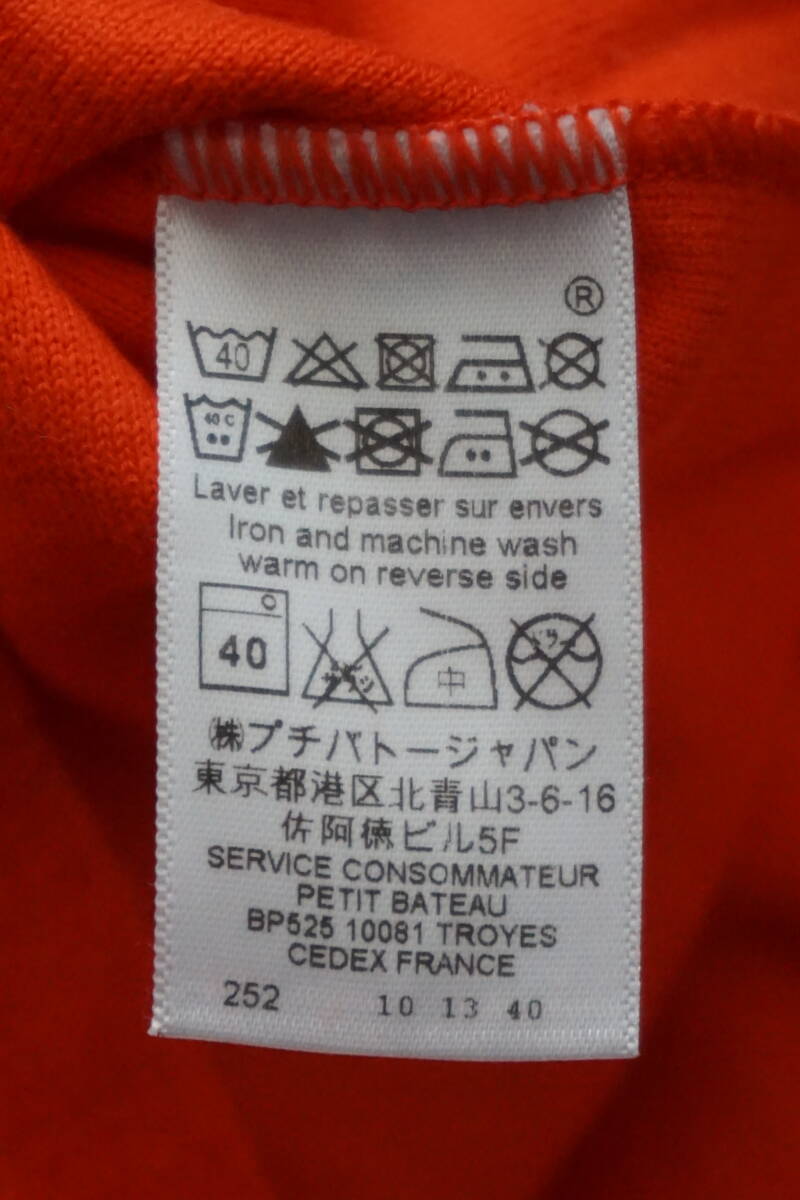 ®
40
40 C
Laver et repasser sur envers
Iron and machine wash
warm on reverse side
40 中
㈱プチバトージャパン
東京都港区北青山3-6-16
佐阿徳ビル5F
SERVICE CONSOMMATEUR
PETIT BATEAU
BP525 10081 TROYES
CEDEX FRANCE
252 10 13 40